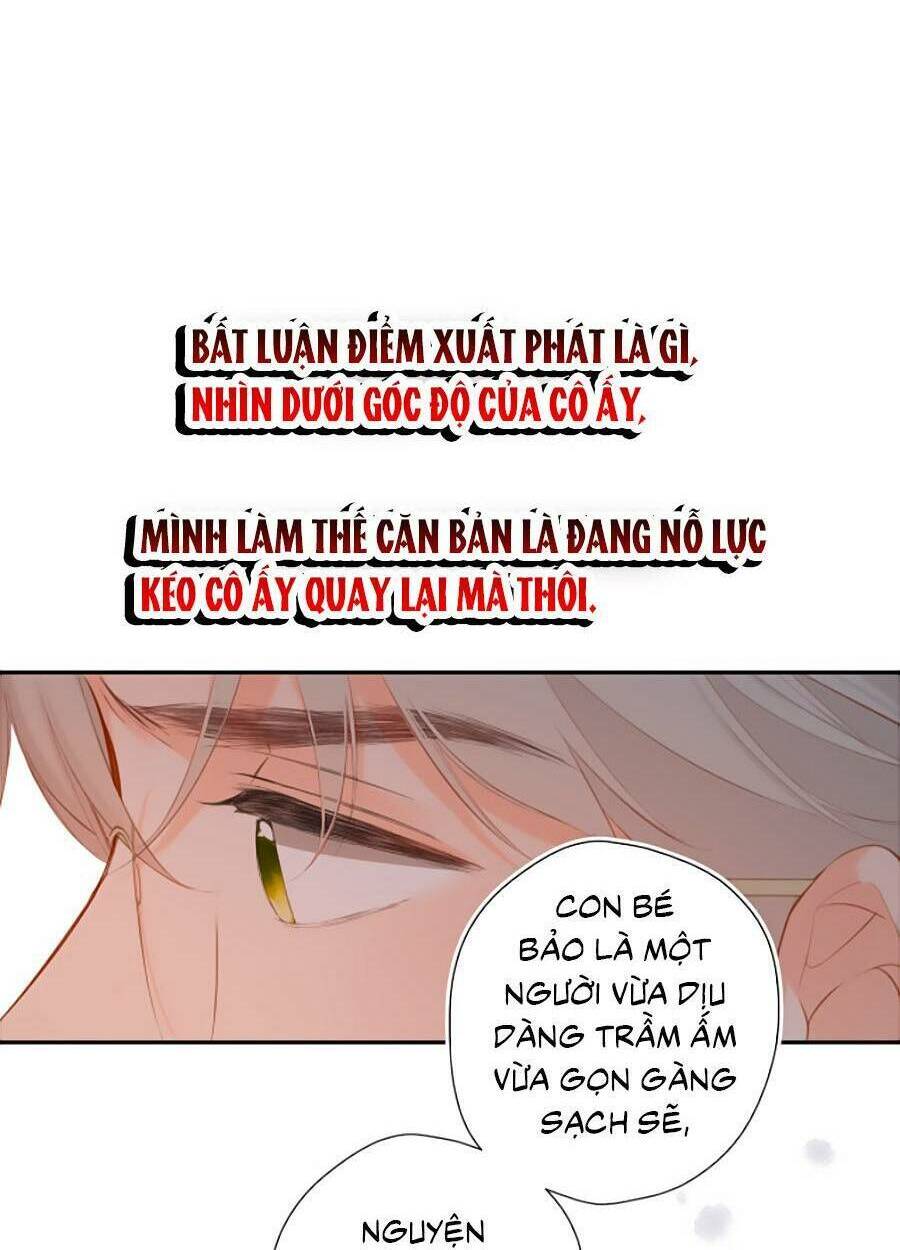 BẤT LUẬN ĐIỂM XUẤT PHÁT LÀ GÌ,
NHÌN DƯỚI GÓC ĐỘ CỦA CÔ ẤY,
MÌNH LÀM THẾ CĂN BẢN LÀ ĐANG NỖ LỰC
KÉO CÔ ẤY QUAY LẠI MÀ THÔI.
CON BÉ
BẢO LÀ MỘT
NGƯỜI VỪA DỊU
DÀNG TRẦM ẤM
VỪA GỌN GÀNG
SẠCH SẼ,
NGUYỆN